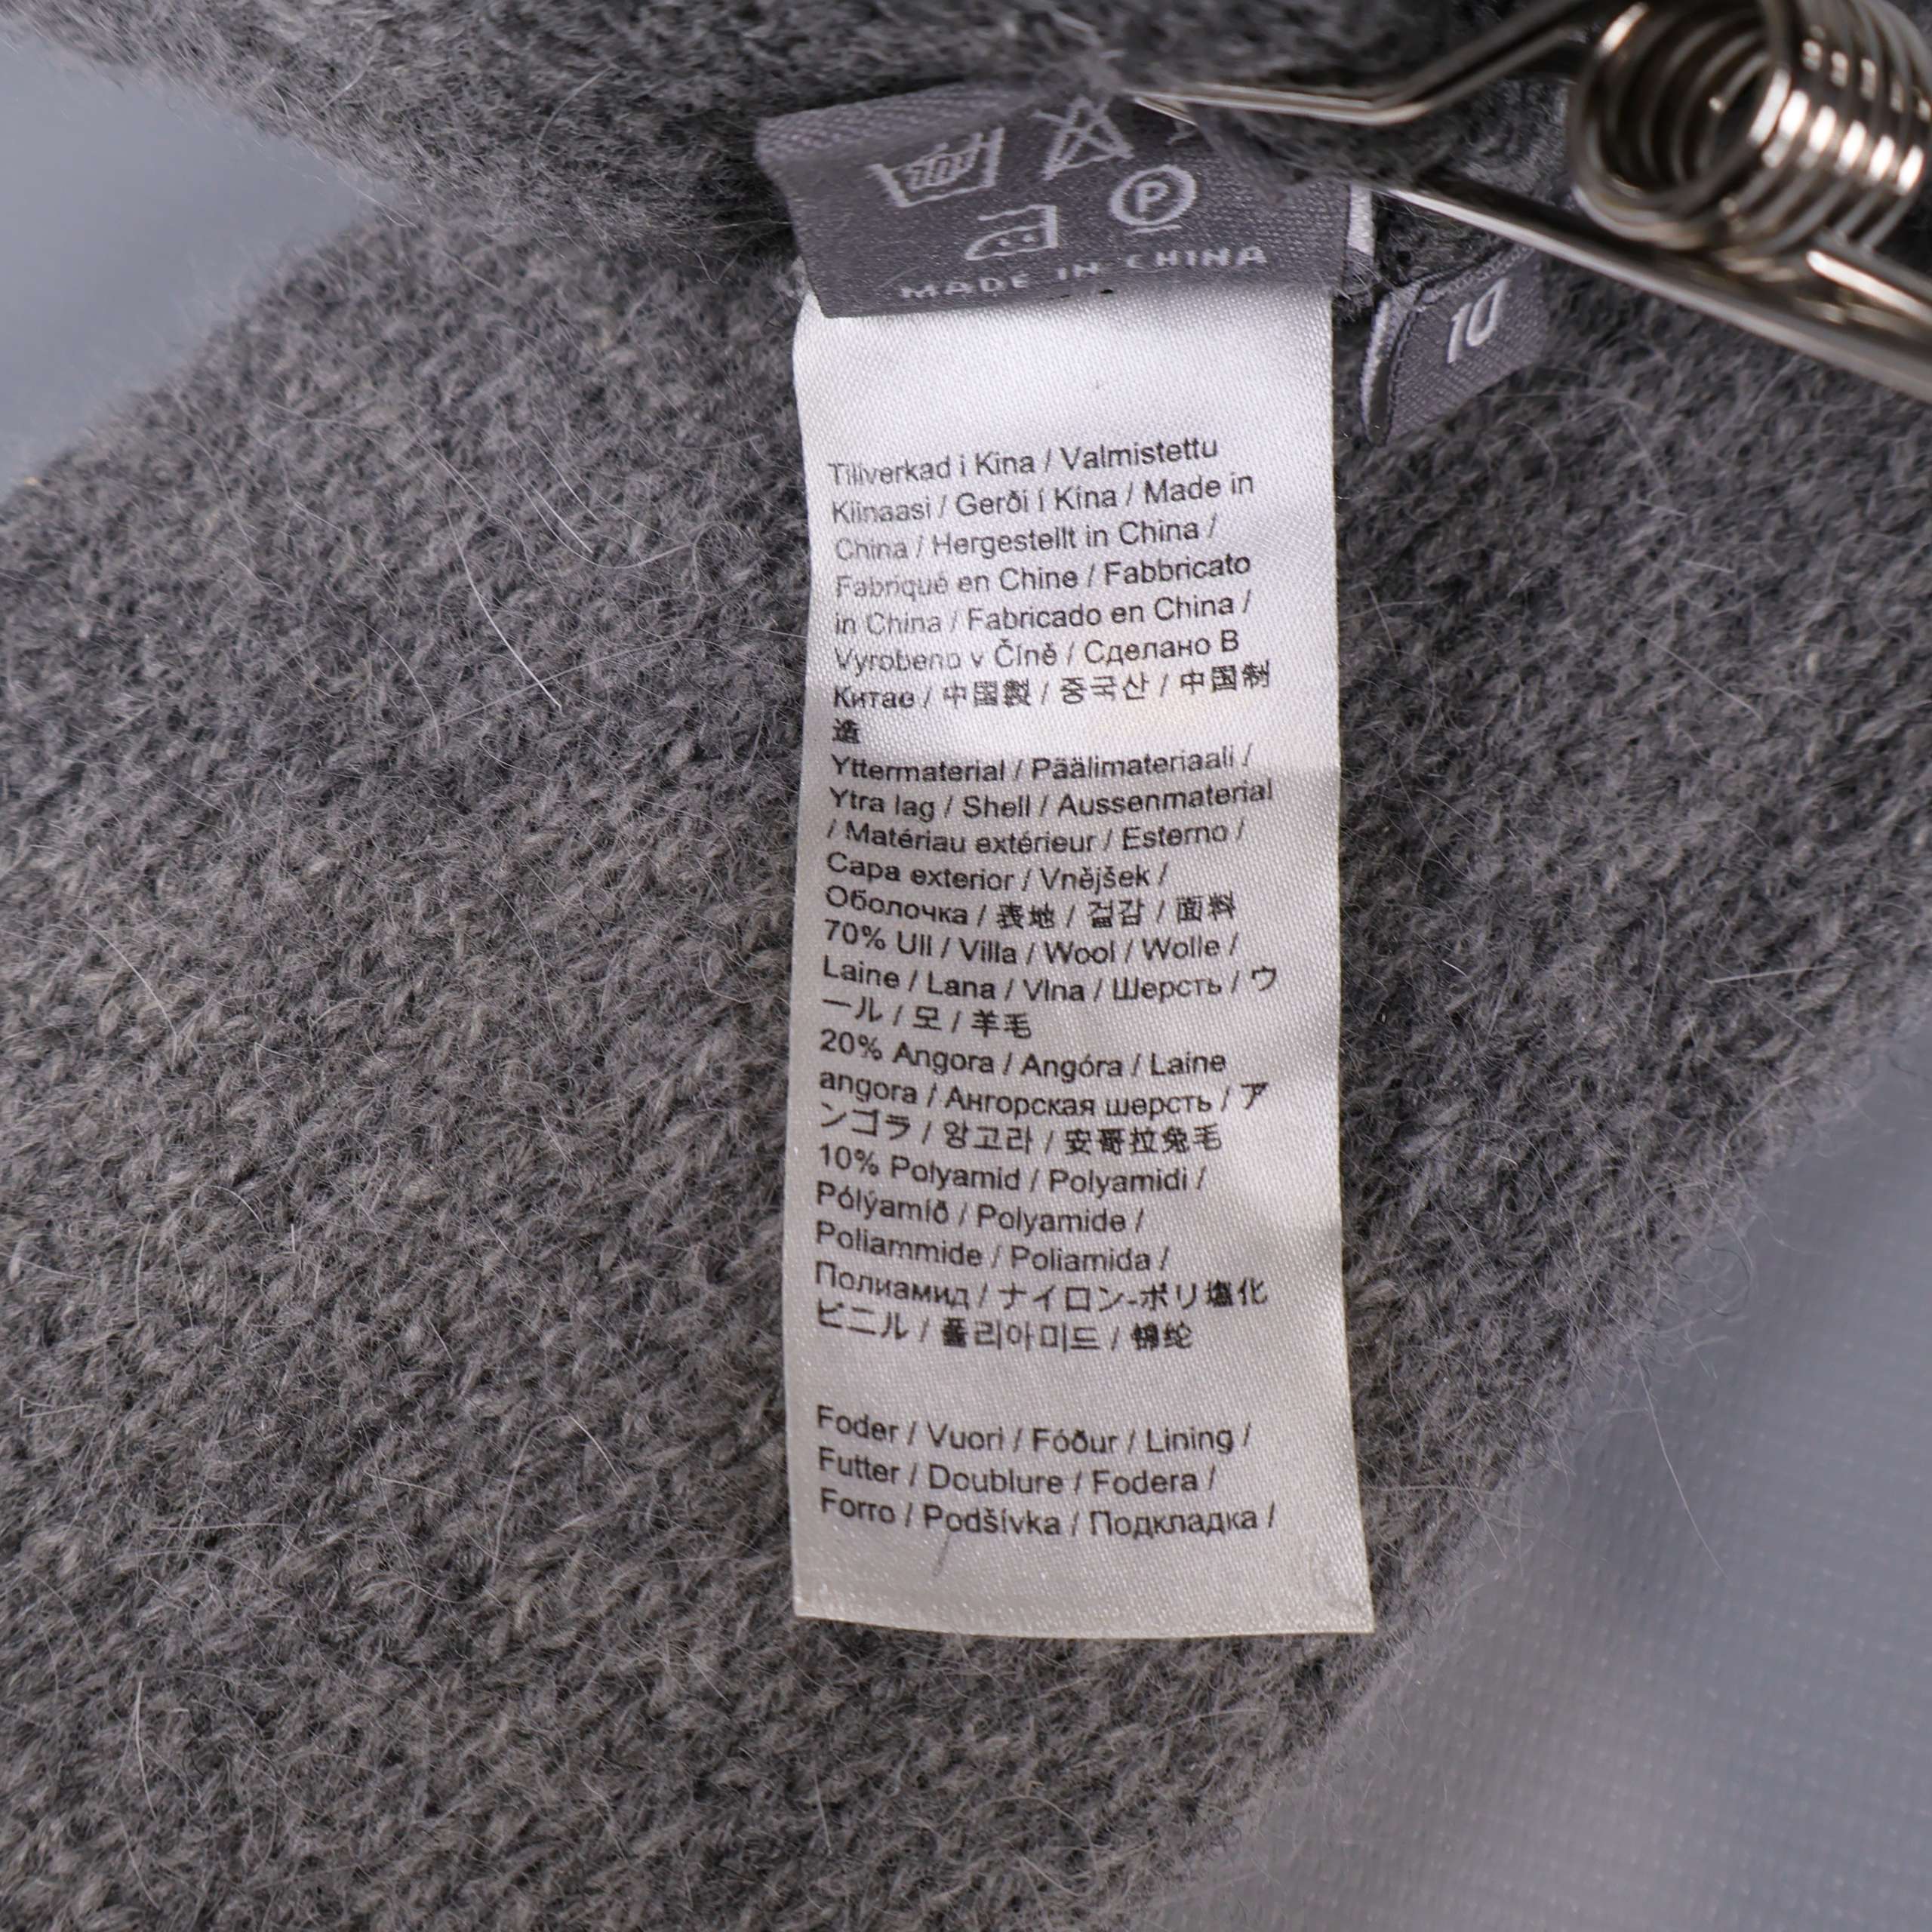 P
MADE IN CHINA
10
Tillverkad i Kina / Valmistettu
Kiinaasi / Gerði í Kína / Made in
China / Hergestellt in China /
Fabriqué en Chine / Fabbricato
in China / Fabricado en China /
Vyrobeno v Číně / Сделано В
Китае / 中国製 / 중국산 / 中国制
造
Yttermaterial / Päälimateriaali /
Ytra lag / Shell / Aussenmaterial
/ Matériau extérieur / Esterno /
Capa exterior / Vnějšek /
Оболочка / 表地 / 겉감 / 面料
70% Ull / Villa / Wool / Wolle /
Laine / Lana / Vlna / Шерсть / ウ
ール / 모 / 羊毛
20% Angora / Angóra / Laine
angora / Ангорская шерсть / ア
ンゴラ / 앙고라 / 安哥拉兔毛
10% Polyamid / Polyamidi /
Pólýamíð / Polyamide /
Poliammide / Poliamida /
Полиамид / ナイロン-ポリ塩化
ビニル / 폴리아미드 / 锦纶
Foder / Vuori / Fóður / Lining /
Futter / Doublure / Fodera /
Forro / Podšívka / Подкладка /